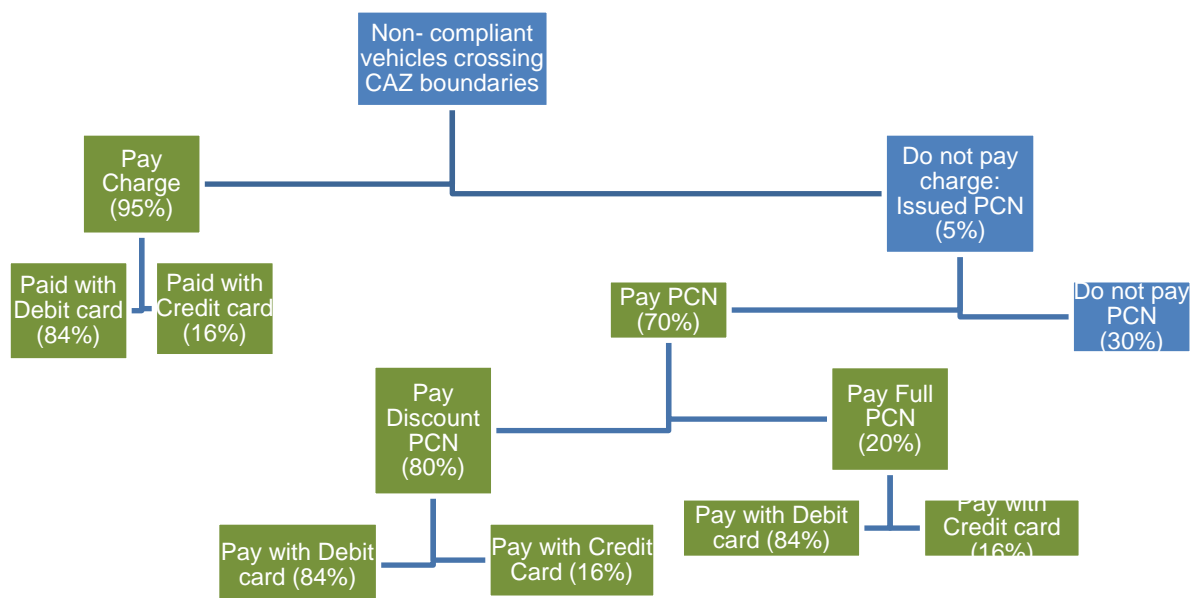 Non- compliant
vehicles crossing
CAZ boundaries
Pay
Charge
(95%)
Do not pay
charge:
Issued PCN
(5%)
Paid with
Debit card
(84%)
Paid with
Credit card
(16%)
Pay PCN
(70%)
Do not pay
PCN
(30%)
Pay
Discount
PCN
(80%)
Pay Full
PCN
(20%)
Pay with Debit
card (84%)
Pay with Credit
Card (16%)
Pay with Debit
card (84%)
Pay with
Credit card
(16%)